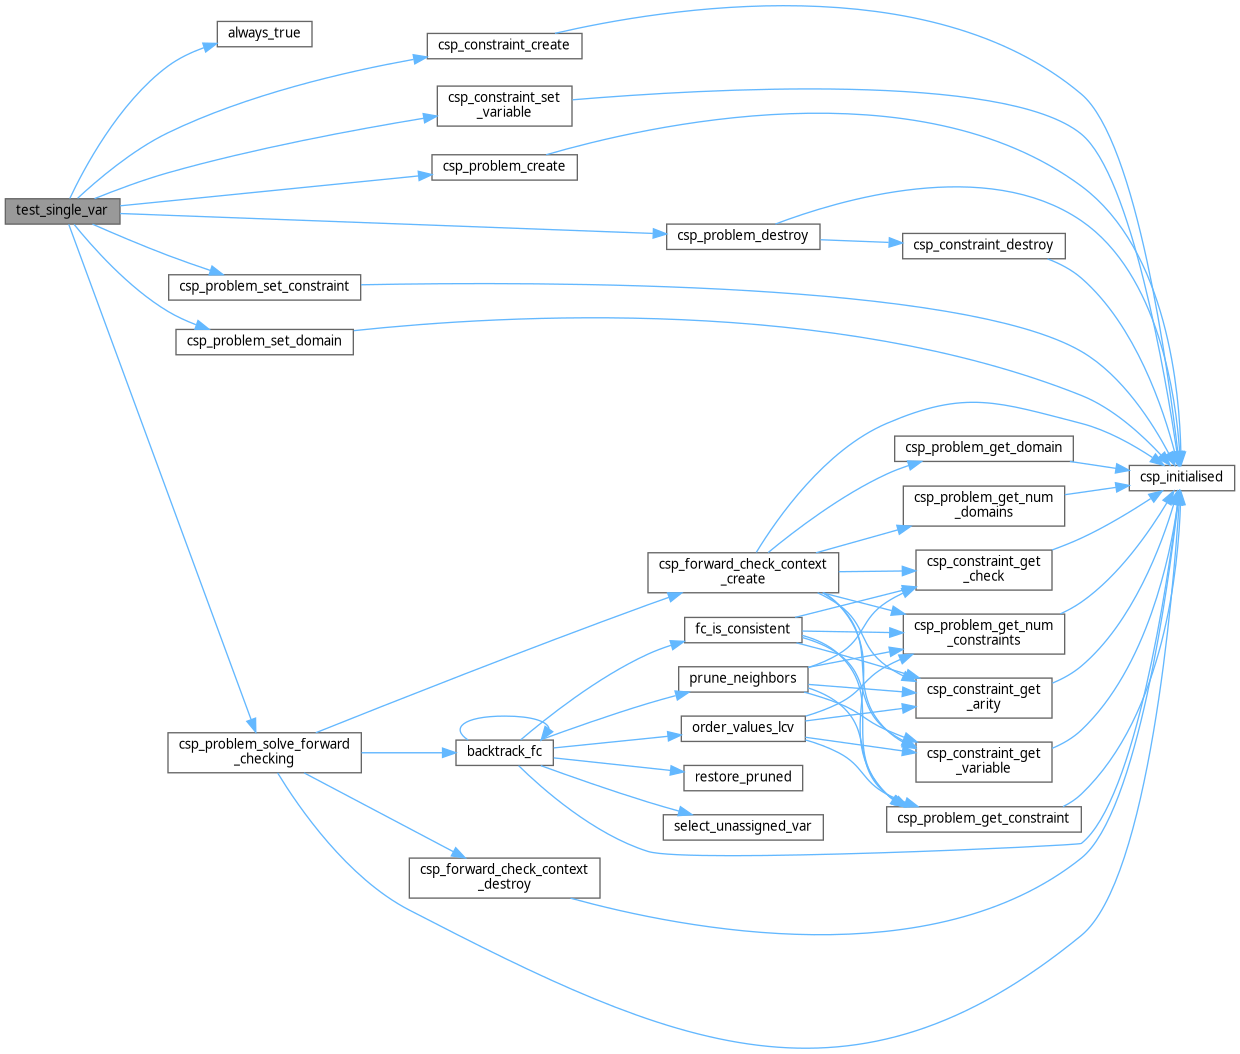 always_true
csp_constraint_create
csp_constraint_set
_variable
csp_problem_create
test_single_var
csp_problem_destroy
csp_constraint_destroy
csp_problem_set_constraint
csp_problem_set_domain
csp_problem_get_domain
csp_initialised
csp_problem_get_num
_domains
csp_forward_check_context
_create
csp_constraint_get
_check
fc_is_consistent
csp_problem_get_num
_constraints
prune_neighbors
csp_constraint_get
_arity
order_values_lcv
csp_problem_solve_forward
_checking
backtrack_fc
csp_constraint_get
_variable
restore_pruned
select_unassigned_var
csp_problem_get_constraint
csp_forward_check_context
_destroy